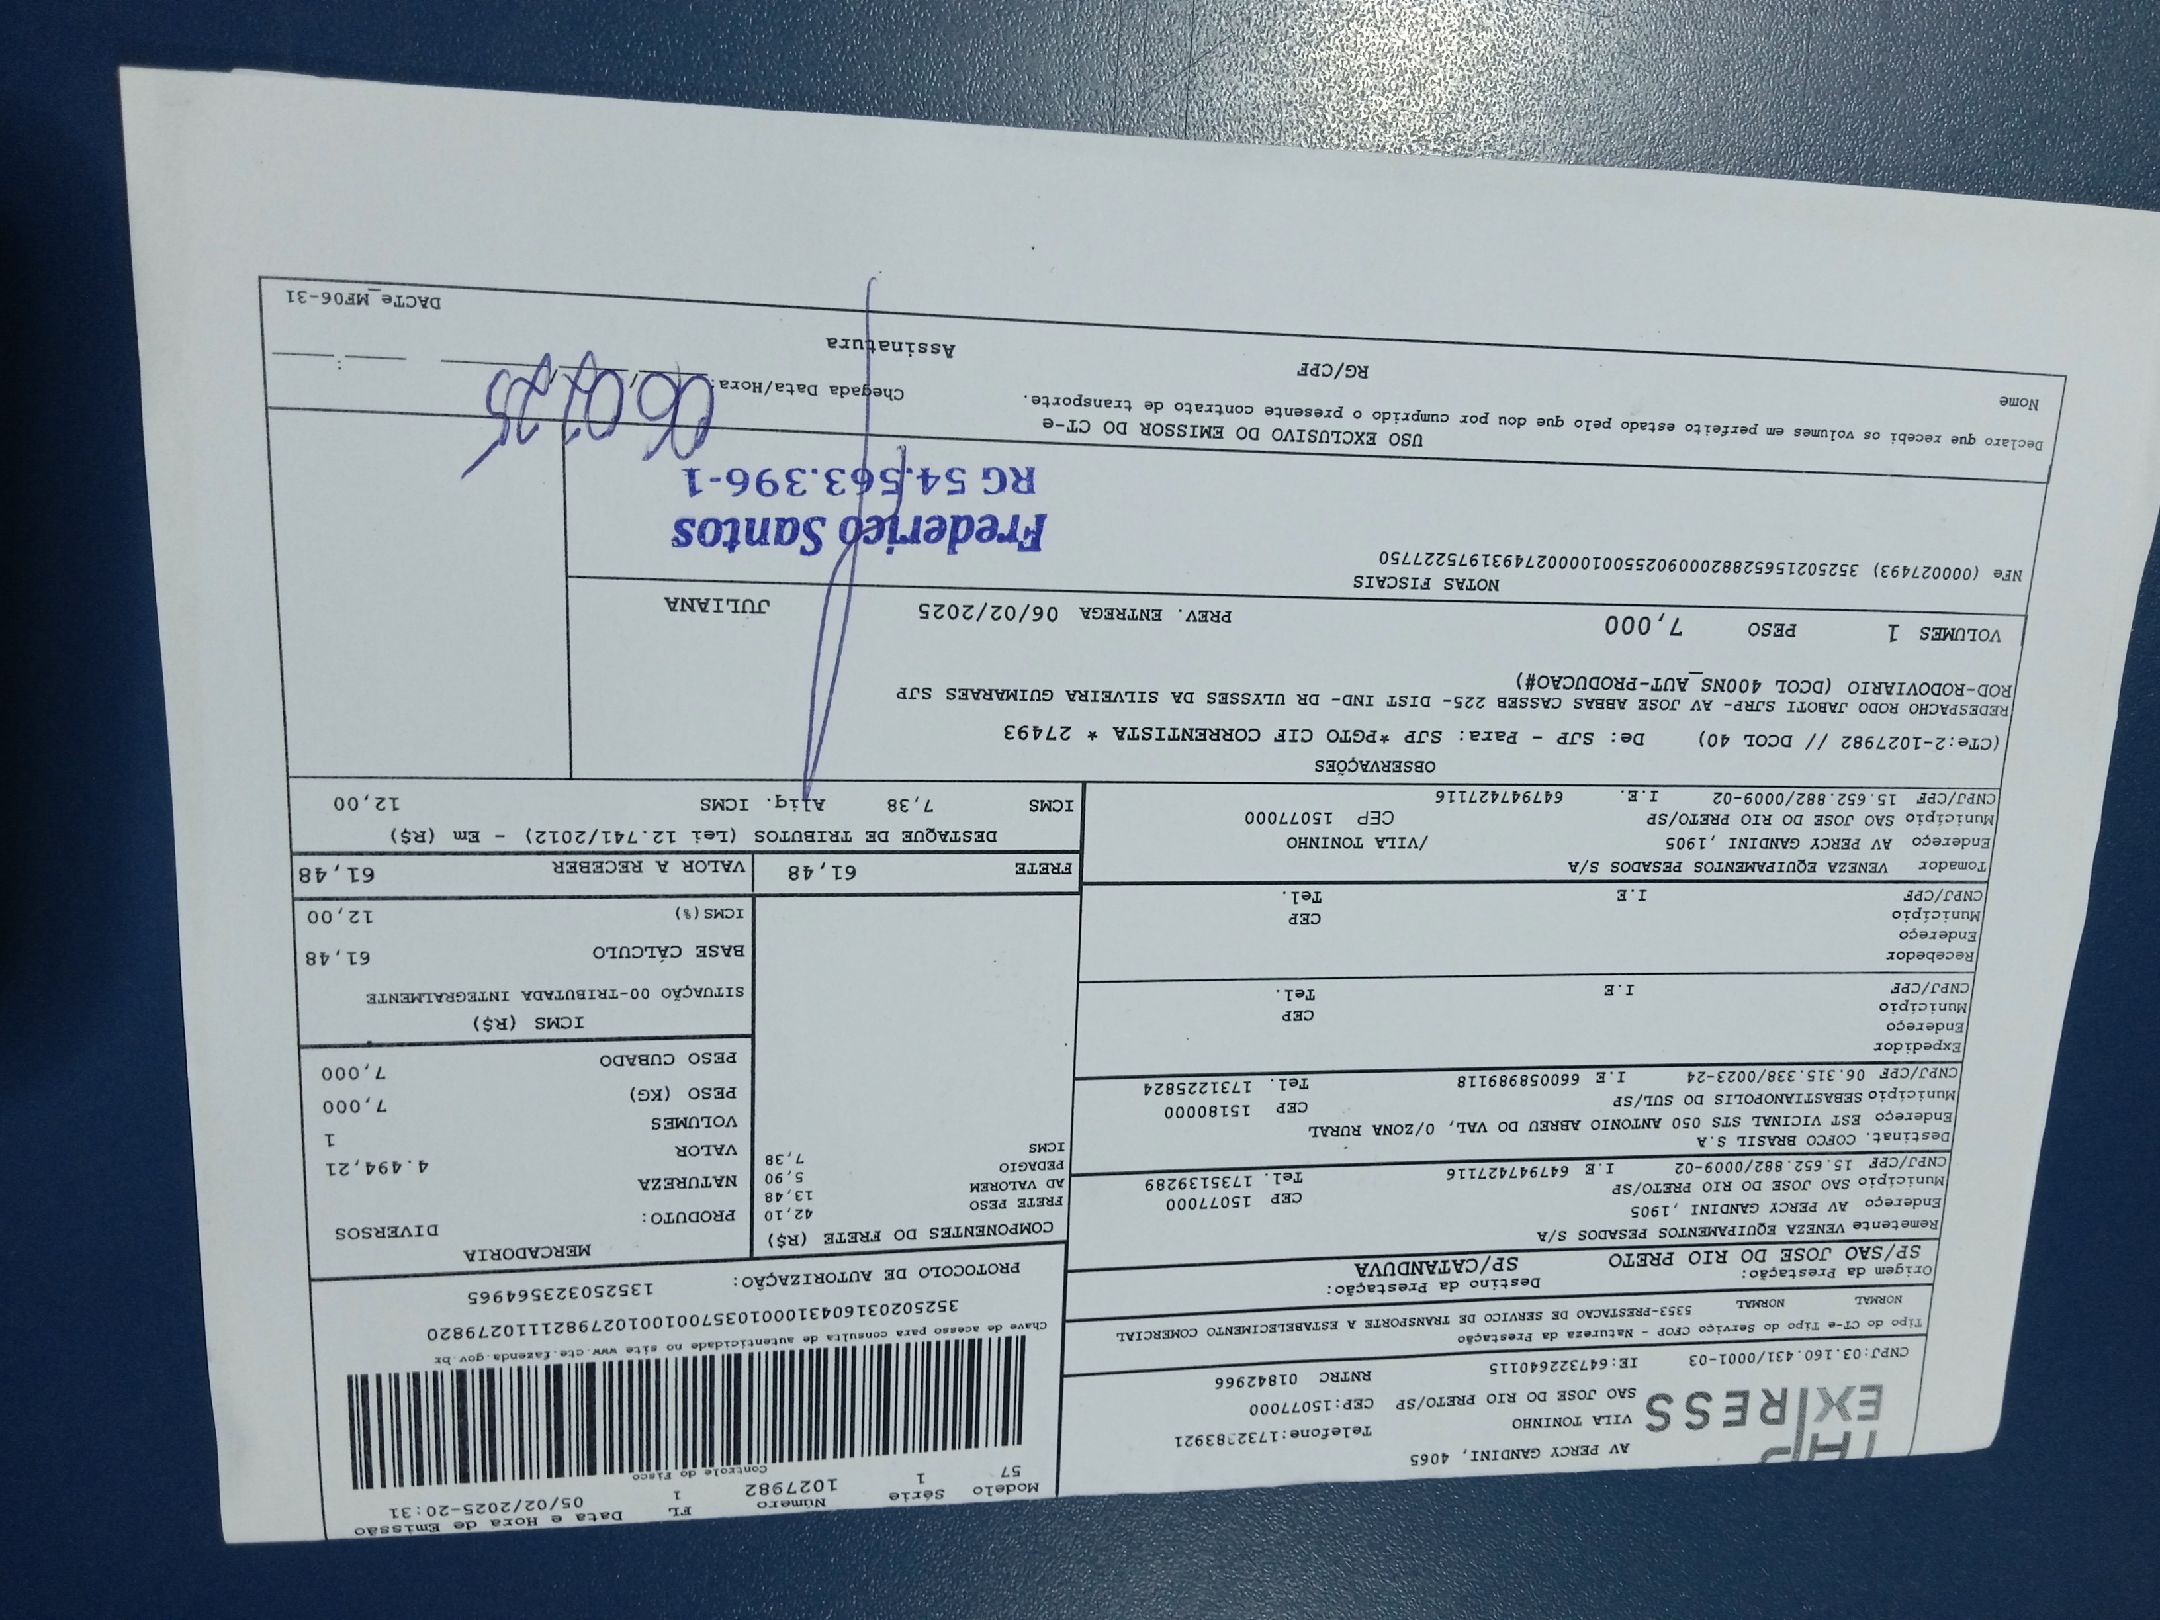 EXPRESS
AV PERCY GANDINI, 4065
VILA TONINHO
SAO JOSE DO RIO PRETO/SP CEP:15077000
CNPJ:03.160.431/0001-03 IE:647322640115 RNTRC 01842966
Modelo Série Número FL Data e Hora de Emissão
57 1 1027982 1 05/02/2025-20:31
Controle do Fisco
Chave de acesso para consulta de autenticidade no site www.cte.fazenda.gov.br
PROTOCOLO DE AUTORIZAÇÃO: 135250323564965
Tipo do CT-e Tipo do Serviço CFOP - Natureza da Prestação
NORMAL NORMAL 5353-PRESTACAO DE SERVICO DE TRANSPORTE A ESTABELECIMENTO COMERCIAL
Origem da Prestação: Destino da Prestação:
SP/SAO JOSE DO RIO PRETO SP/CATANDUVA
Remetente VENEZA EQUIPAMENTOS PESADOS S/A
Endereço AV PERCY GANDINI ,1905
Município SAO JOSE DO RIO PRETO/SP CEP 15077000
CNPJ/CPF 15.652.882/0009-02 I.E 647947427116 Tel. 1735139289
Destinat. COFCO BRASIL S.A
Endereço EST VICINAL STS 050 ANTONIO ABREU DO VAL, 0/ZONA RURAL
Município SEBASTIANOPOLIS DO SUL/SP CEP 15180000
CNPJ/CPF 06.315.338/0023-24 I.E 660058989118 Tel. 1731225824
Expedidor
Endereço
Município CEP
CNPJ/CPF I.E Tel.
Recebedor
Endereço
Município CEP
CNPJ/CPF I.E Tel.
Tomador VENEZA EQUIPAMENTOS PESADOS S/A
Endereço AV PERCY GANDINI ,1905 /VILA TONINHO
Município SAO JOSE DO RIO PRETO/SP CEP 15077000
CNPJ/CPF 15.652.882/0009-02 I.E. 647947427116
COMPONENTES DO FRETE (R$)
FRETE PESO 42,10
AD VALOREM 13,48
PEDAGIO 5,90
ICMS 7,38
MERCADORIA
PRODUTO: DIVERSOS
NATUREZA
VALOR 4.494,21
VOLUMES 1
PESO (KG) 7,000
PESO CUBADO 7,000
ICMS (R$)
SITUAÇÃO 00-TRIBUTADA INTEGRALMENTE
BASE CÁLCULO 61,48
ICMS(%) 12,00
FRETE 61,48 VALOR A RECEBER 61,48
DESTAQUE DE TRIBUTOS (Lei 12.741/2012) - Em (R$)
ICMS 7,38 Aliq. ICMS 12,00
OBSERVAÇÕES
(CTe:2-1027982 // DCOL 40) De: SJP - Para: SJP *PGTO CIF CORRENTISTA * 27493
REDESPACHO RODO JABOTI SJRP- AV JOSE ABBAS CASSEB 225- DIST IND- DR ULYSSES DA SILVEIRA GUIMARAES SJP
ROD-RODOVIARIO (DCOL 400NS_AUT-PRODUCAO#)
VOLUMES 1 PESO 7,000 PREV. ENTREGA 06/02/2025 JULIANA
NOTAS FISCAIS
NFe (000027493)
Frederico Santos
RG 54.563.396-1
USO EXCLUSIVO DO EMISSOR DO CT-e
Declaro que recebi os volumes em perfeito estado pelo que dou por cumprido o presente contrato de transporte.
Chegada Data/Hora:
Nome RG/CPF Assinatura
DACTe_MF06-31